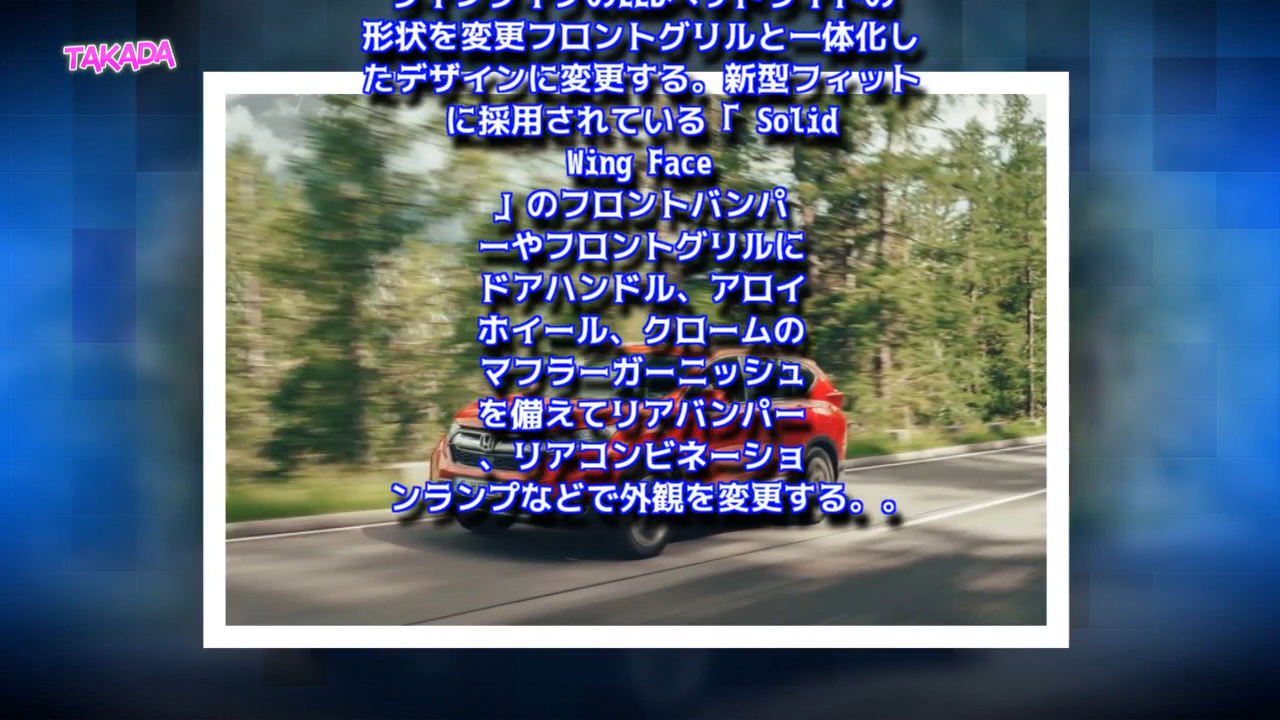 形状を変更フロントグリルと一体化し
TAKADA
たデザインに変更する。新型フィット
に採用されている「 Solid
Wing Face
」のフロントバンパ
ーやフロントグリルに
ドアハンドル、アロイ
ホイール、クロームの
マフラーガーニッシュ
を備えてリアバンパー
、リアコンビネーショ
ンランプなどで外観を変更する。。